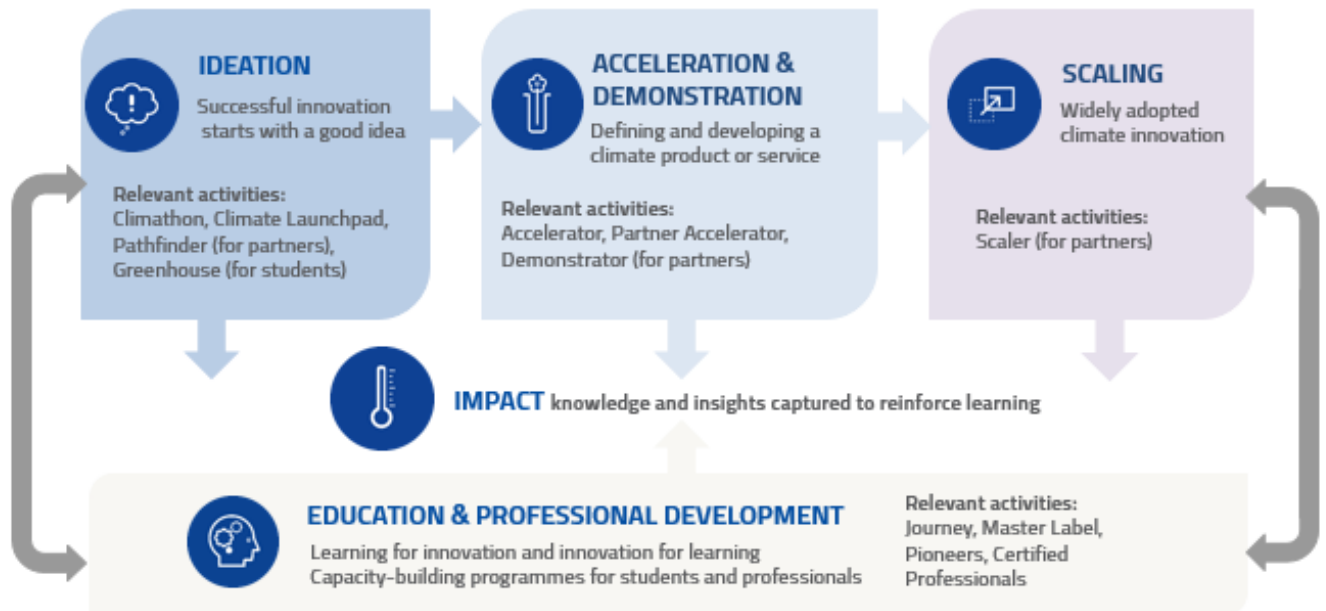 IDEATION
Successful innovation
starts with a good idea
Relevant activities:
Climathon, Climate Launchpad,
Pathfinder (for partners),
Greenhouse (for students)
ACCELERATION &
DEMONSTRATION
Defining and developing a
climate product or service
Relevant activities:
Accelerator, Partner Accelerator,
Demonstrator (for partners)
SCALING
Widely adopted
climate innovation
Relevant activities:
Scaler (for partners)
IMPACT knowledge and insights captured to reinforce learning
EDUCATION & PROFESSIONAL DEVELOPMENT
Learning for innovation and innovation for learning
Capacity-building programmes for students and professionals
Relevant activities:
Journey, Master Label,
Pioneers, Certified
Professionals